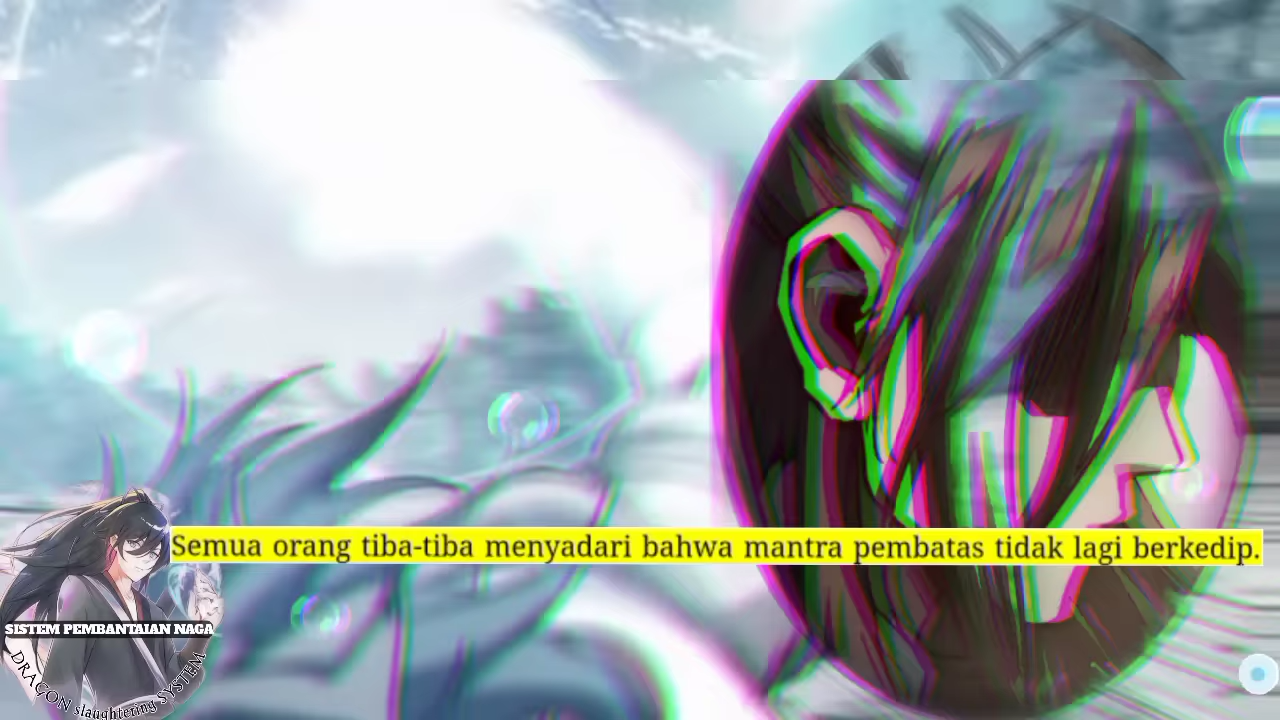 Semua orang tiba-tiba menyadari bahwa mantra pembatas tidak lagi berkedip.
SISTEM PEMBANTAIAN NAGA
DRAGON slaughtering SYSTEM